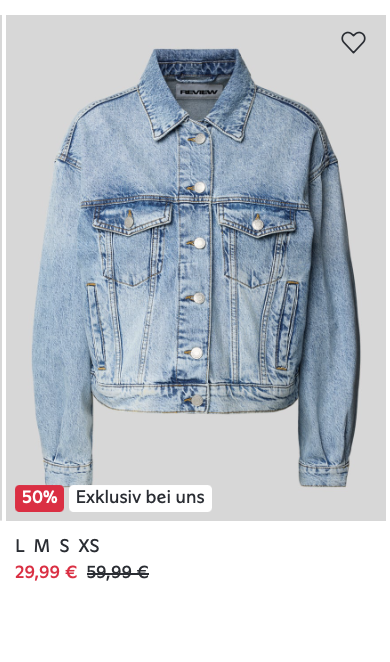 REVIEW
50% Exklusiv bei uns
L M S XS
29,99 € 59,99 €